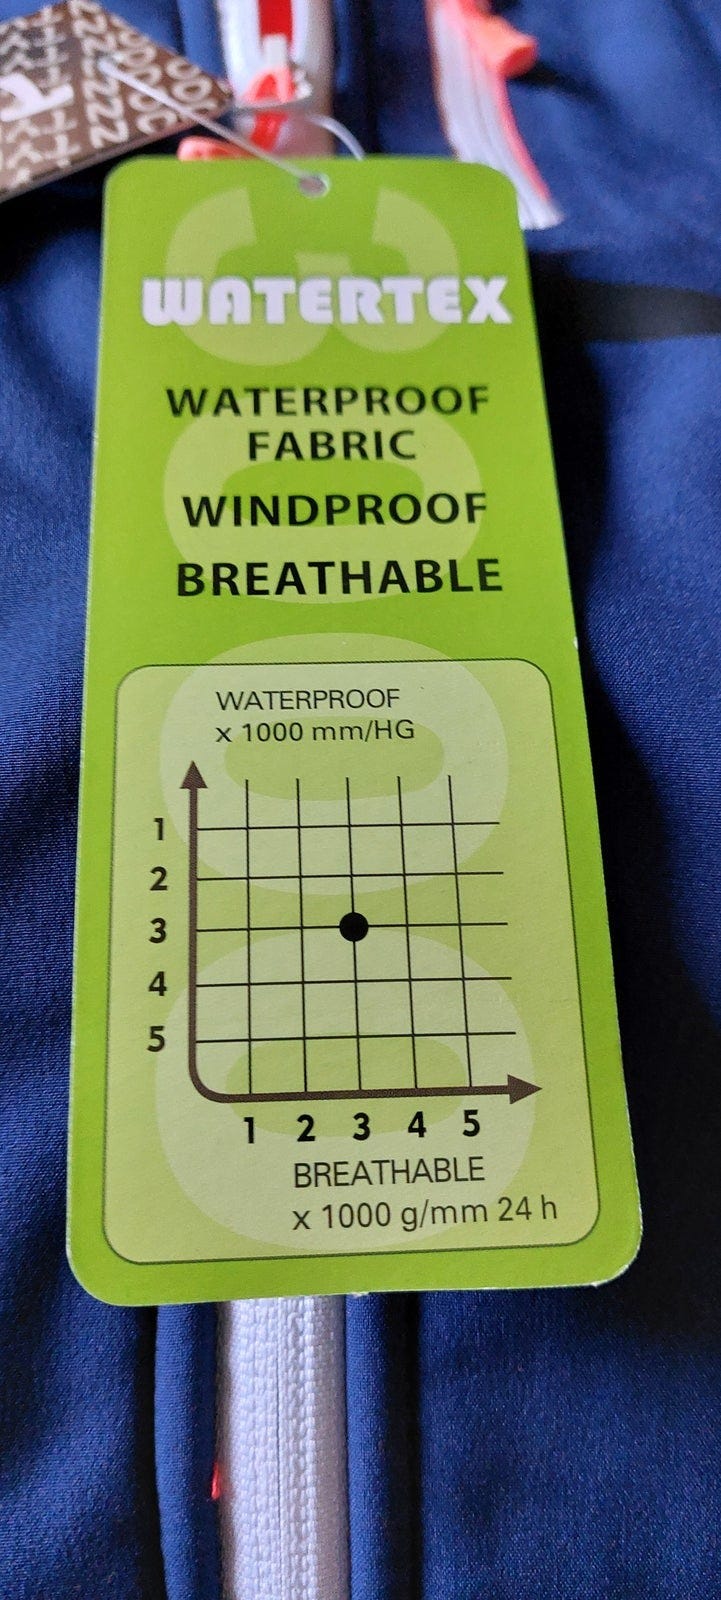 WATERTEX
WATERPROOF
FABRIC
WINDPROOF
BREATHABLE
WATERPROOF
x 1000 mm/HG
1
2
3
4
5
1 2 3 4 5
BREATHABLE
x 1000 g/mm 24 h